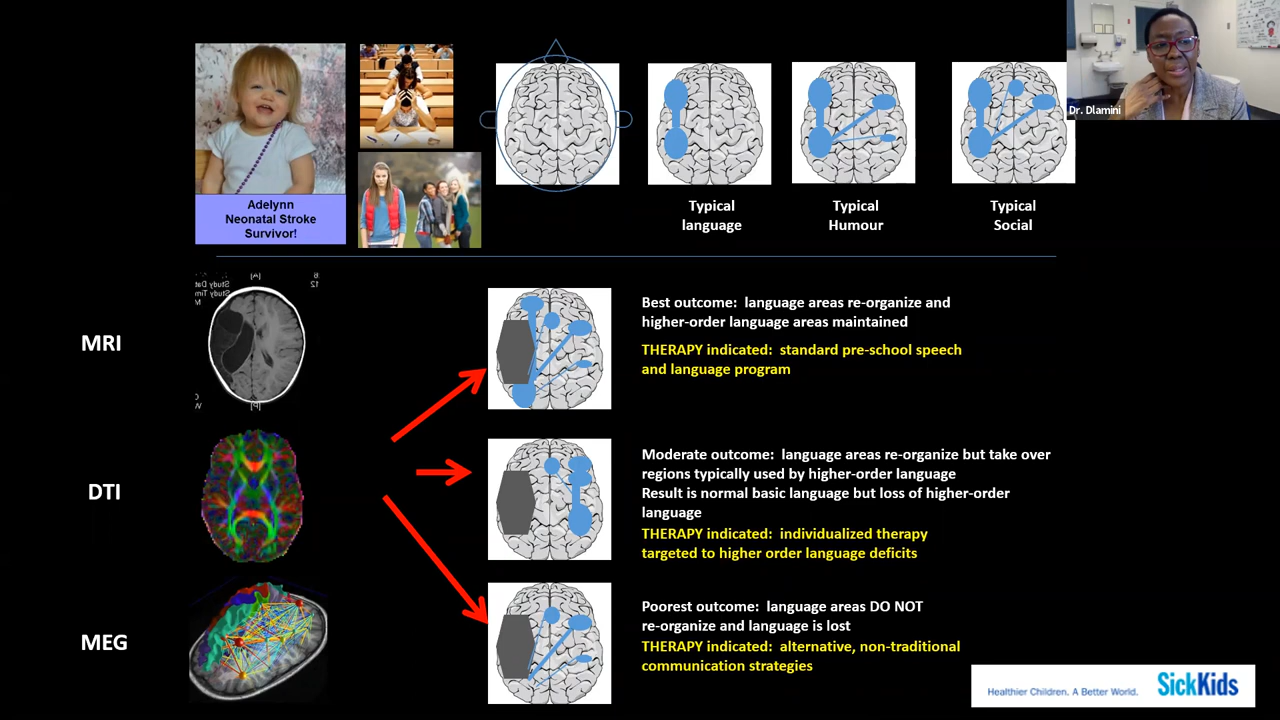 Dr. Dlamini
Adelynn
Neonatal Stroke
Survivor!
Typical
language
Typical
Humour
Typical
Social
MRI
Best outcome: language areas re-organize and
higher-order language areas maintained
THERAPY indicated: standard pre-school speech
and language program
DTI
Moderate outcome: language areas re-organize but take over
regions typically used by higher-order language
Result is normal basic language but loss of higher-order
language
THERAPY indicated: individualized therapy
targeted to higher order language deficits
MEG
Poorest outcome: language areas DO NOT
re-organize and language is lost
THERAPY indicated: alternative, non-traditional
communication strategies
Healthier Children. A Better World. SickKids